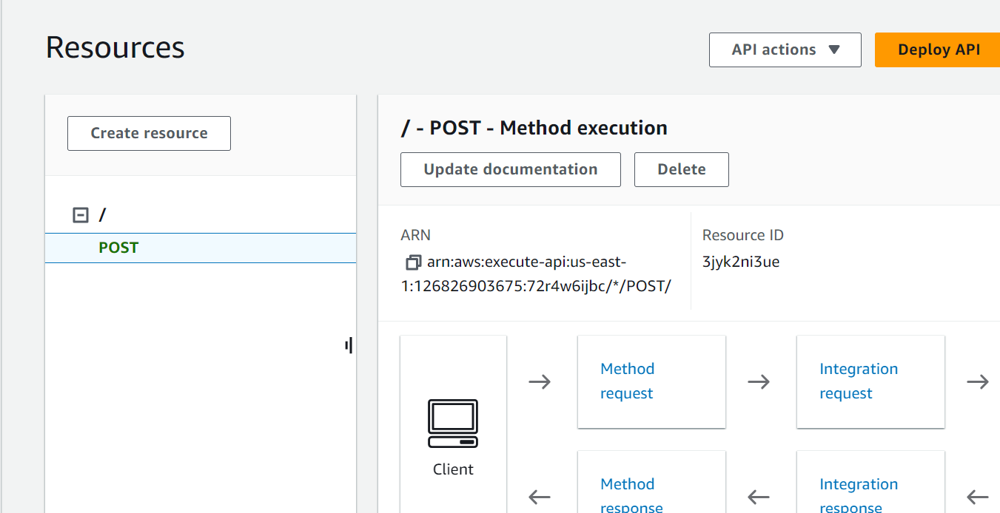 Resources
API actions ▼
Deploy API
Create resource
/
POST
/ - POST - Method execution
Update documentation
Delete
ARN
arn:aws:execute-api:us-east-
1:126826903675:72r4w6ijbc/*/POST/
Resource ID
3jyk2ni3ue
Client
Method
request
Integration
request
Method
response
Integration
response